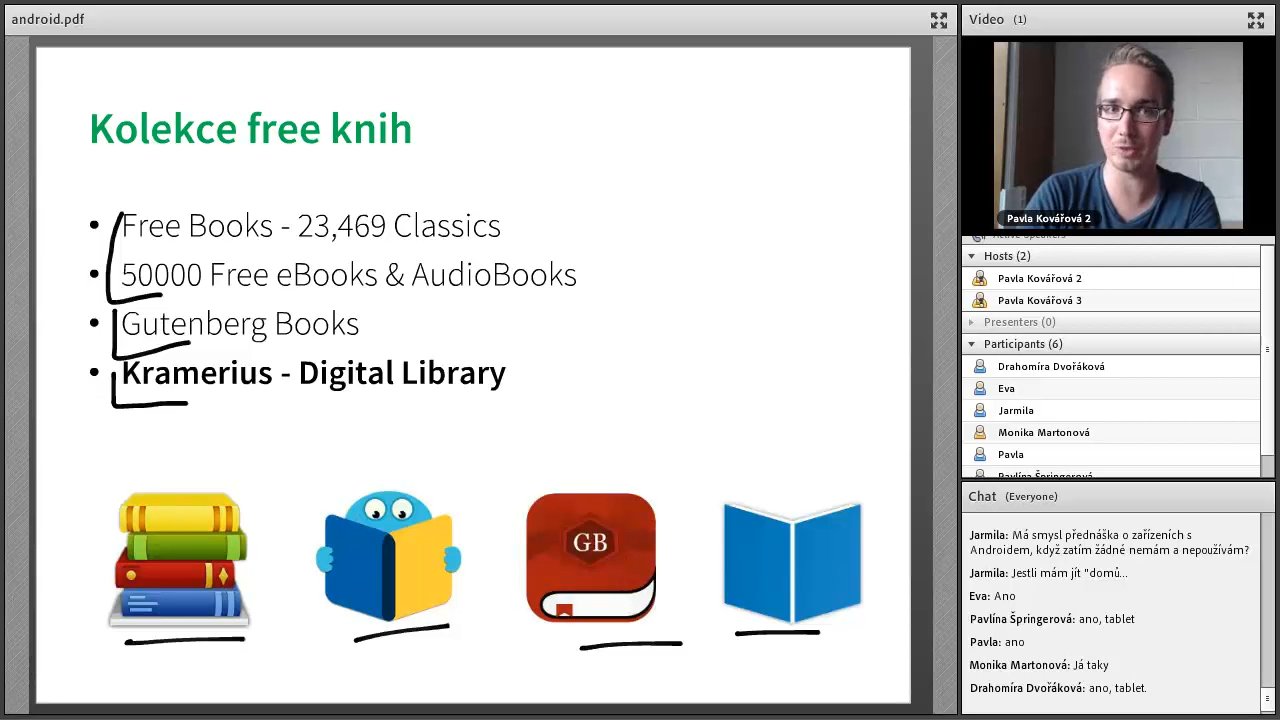 android.pdf
Kolekce free knih
Free Books - 23,469 Classics
50000 Free eBooks & AudioBooks
Gutenberg Books
Kramerius - Digital Library
GB
Video (1)
Pavla Kovářová 2
Active Speakers
Hosts (2)
Pavla Kovářová 2
Pavla Kovářová 3
Presenters (0)
Participants (6)
Drahomíra Dvořáková
Eva
Jarmila
Monika Martonová
Pavla
Pavlína Špringerová
Chat (Everyone)
Jarmila: Má smysl přednáška o zařízeních s
Androidem, když zatím žádné nemám a nepoužívám?
Jarmila: Jestli mám jít "domů...
Eva: Ano
Pavlína Špringerová: ano, tablet
Pavla: ano
Monika Martonová: Já taky
Drahomíra Dvořáková: ano, tablet.